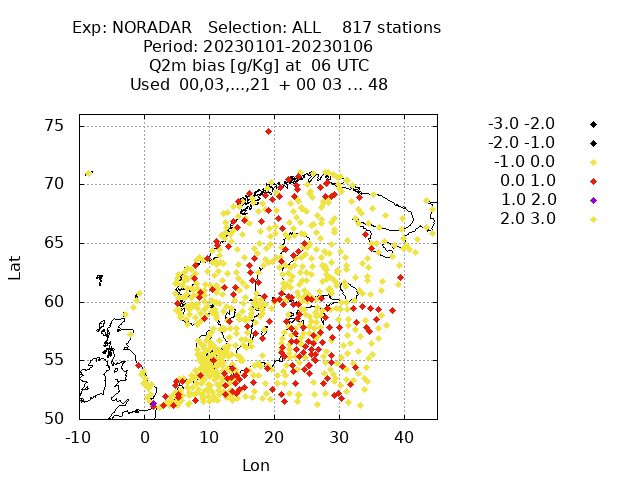 Exp: NORADAR   Selection: ALL    817 stations
Period: 20230101-20230106
Q2m bias [g/Kg] at  06 UTC
Used  00,03,...,21  + 00 03 ... 48
-3.0 -2.0
-2.0 -1.0
-1.0 0.0
0.0 1.0
1.0 2.0
2.0 3.0
75
70
65
60
55
50
Lat
-10 0 10 20 30 40
Lon